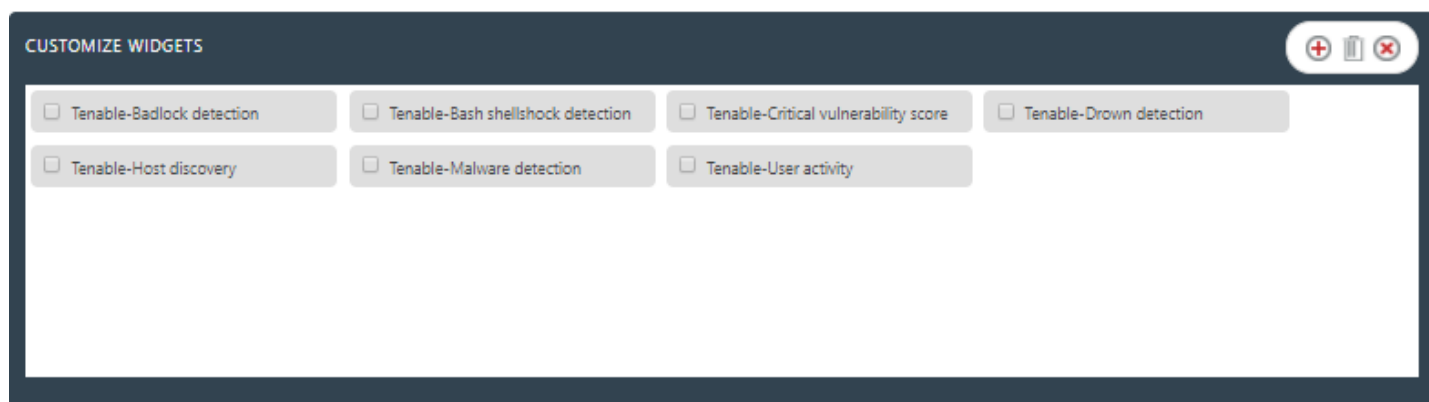 CUSTOMIZE WIDGETS
Tenable-Badlock detection
Tenable-Bash shellshock detection
Tenable-Critical vulnerability score
Tenable-Drown detection
Tenable-Host discovery
Tenable-Malware detection
Tenable-User activity